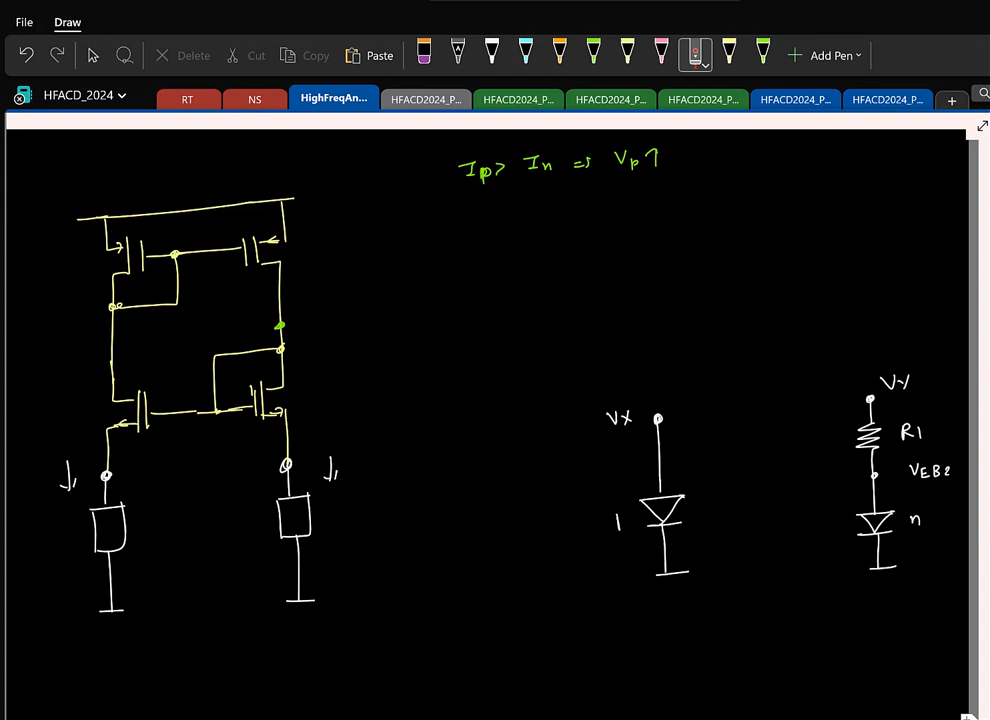 File Draw
Delete Cut Copy Paste Add Pen
HFACD_2024 RT NS HighFreqAn... HFACD2024_P... HFACD2024_P... HFACD2024_P... HFACD2024_P... HFACD2024_P... HFACD2024_P...
Ip > In => Vp↑
VY
VX
R1
VEB2
1
n